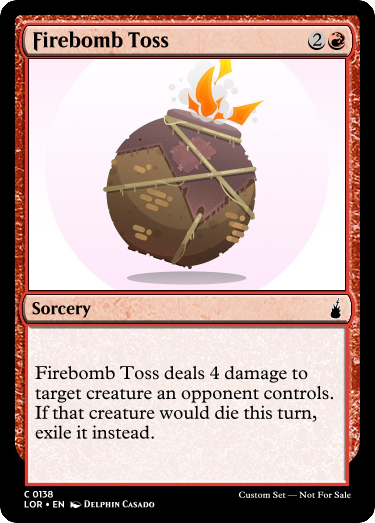 Firebomb Toss 2
Sorcery
Firebomb Toss deals 4 damage to
target creature an opponent controls.
If that creature would die this turn,
exile it instead.
C 0138
LOR • EN Delphin Casado
Custom Set — Not For Sale